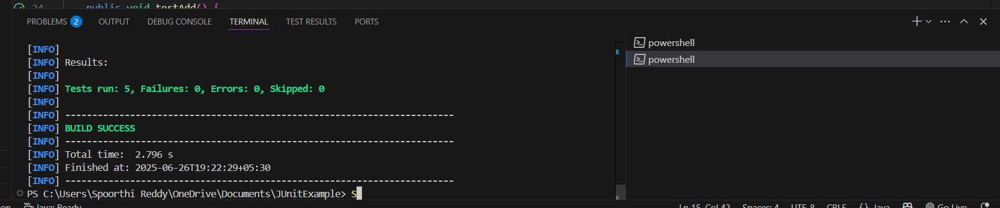 24 public void testAdd() {
PROBLEMS 2 OUTPUT DEBUG CONSOLE TERMINAL TEST RESULTS PORTS
[INFO]
[INFO] Results:
[INFO]
[INFO] Tests run: 5, Failures: 0, Errors: 0, Skipped: 0
[INFO]
[INFO] ------------------------------------------------------------------------
[INFO] BUILD SUCCESS
[INFO] ------------------------------------------------------------------------
[INFO] Total time:  2.796 s
[INFO] Finished at: 2025-06-26T19:22:29+05:30
[INFO] ------------------------------------------------------------------------
PS C:\Users\Spoorthi Reddy\OneDrive\Documents\JUnitExample> S
powershell
powershell
Java: Ready Ln 15, Col 42 Spaces: 4 UTF-8 CRLF {} Java Go Live